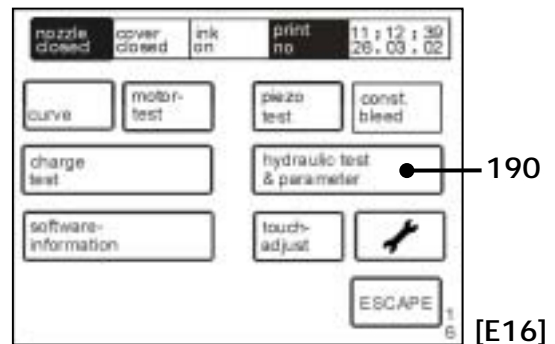 nozzle closed
cover closed
ink on
print no
11:12:39
26.03.02
curve
motor-
test
piezo
test
const.
bleed
charge
test
hydraulic test
& parameter
190
software-
information
touch-
adjust
ESCAPE
1
6
[E16]